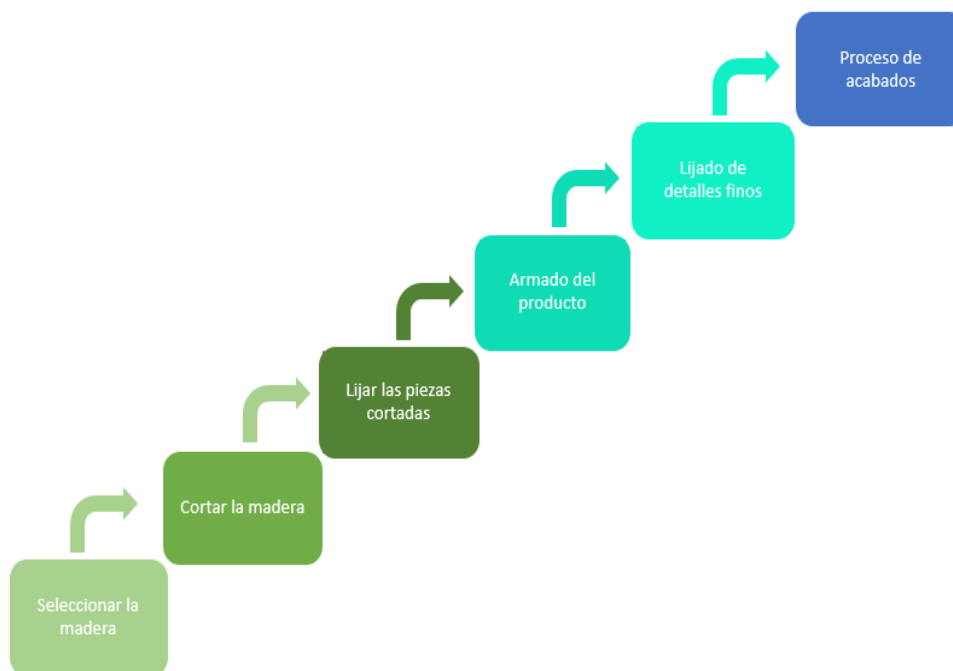 Proceso de
acabados
Lijado de
detalles finos
Armado del
producto
Lijar las piezas
cortadas
Cortar la madera
Seleccionar la
madera